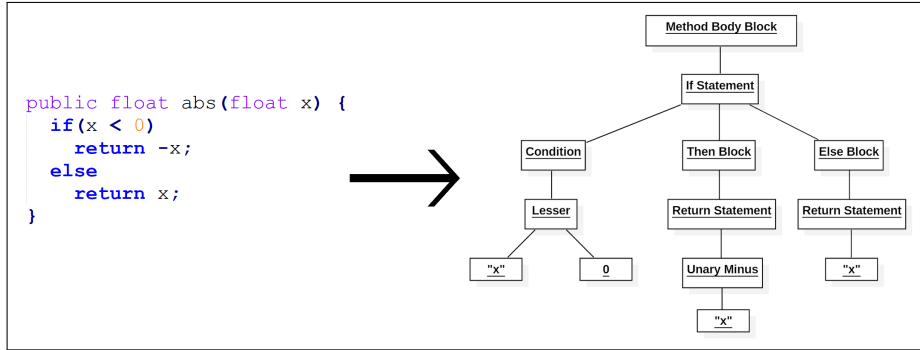 public float abs(float x) {
if(x < 0)
return -x;
else
return x;
}
Method Body Block
If Statement
Condition
Then Block
Else Block
Lesser
Return Statement
Return Statement
"x"
0
Unary Minus
"x"
"x"